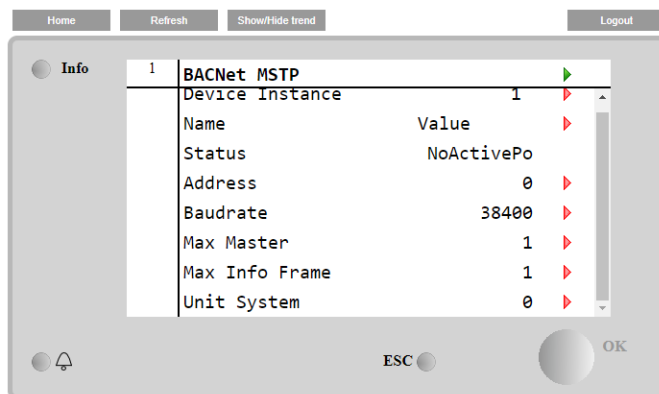 Home Refresh Show/Hide trend Logout
Info
1 BACNet MSTP
Device Instance 1
Name Value
Status NoActivePo
Address 0
Baudrate 38400
Max Master 1
Max Info Frame 1
Unit System 0
ESC OK